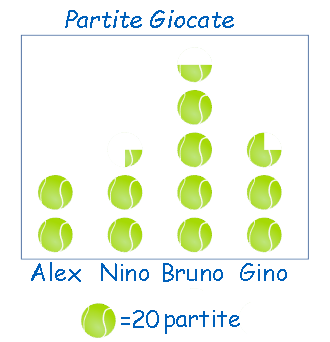 Partite Giocate
Alex Nino Bruno Gino
=20 partite